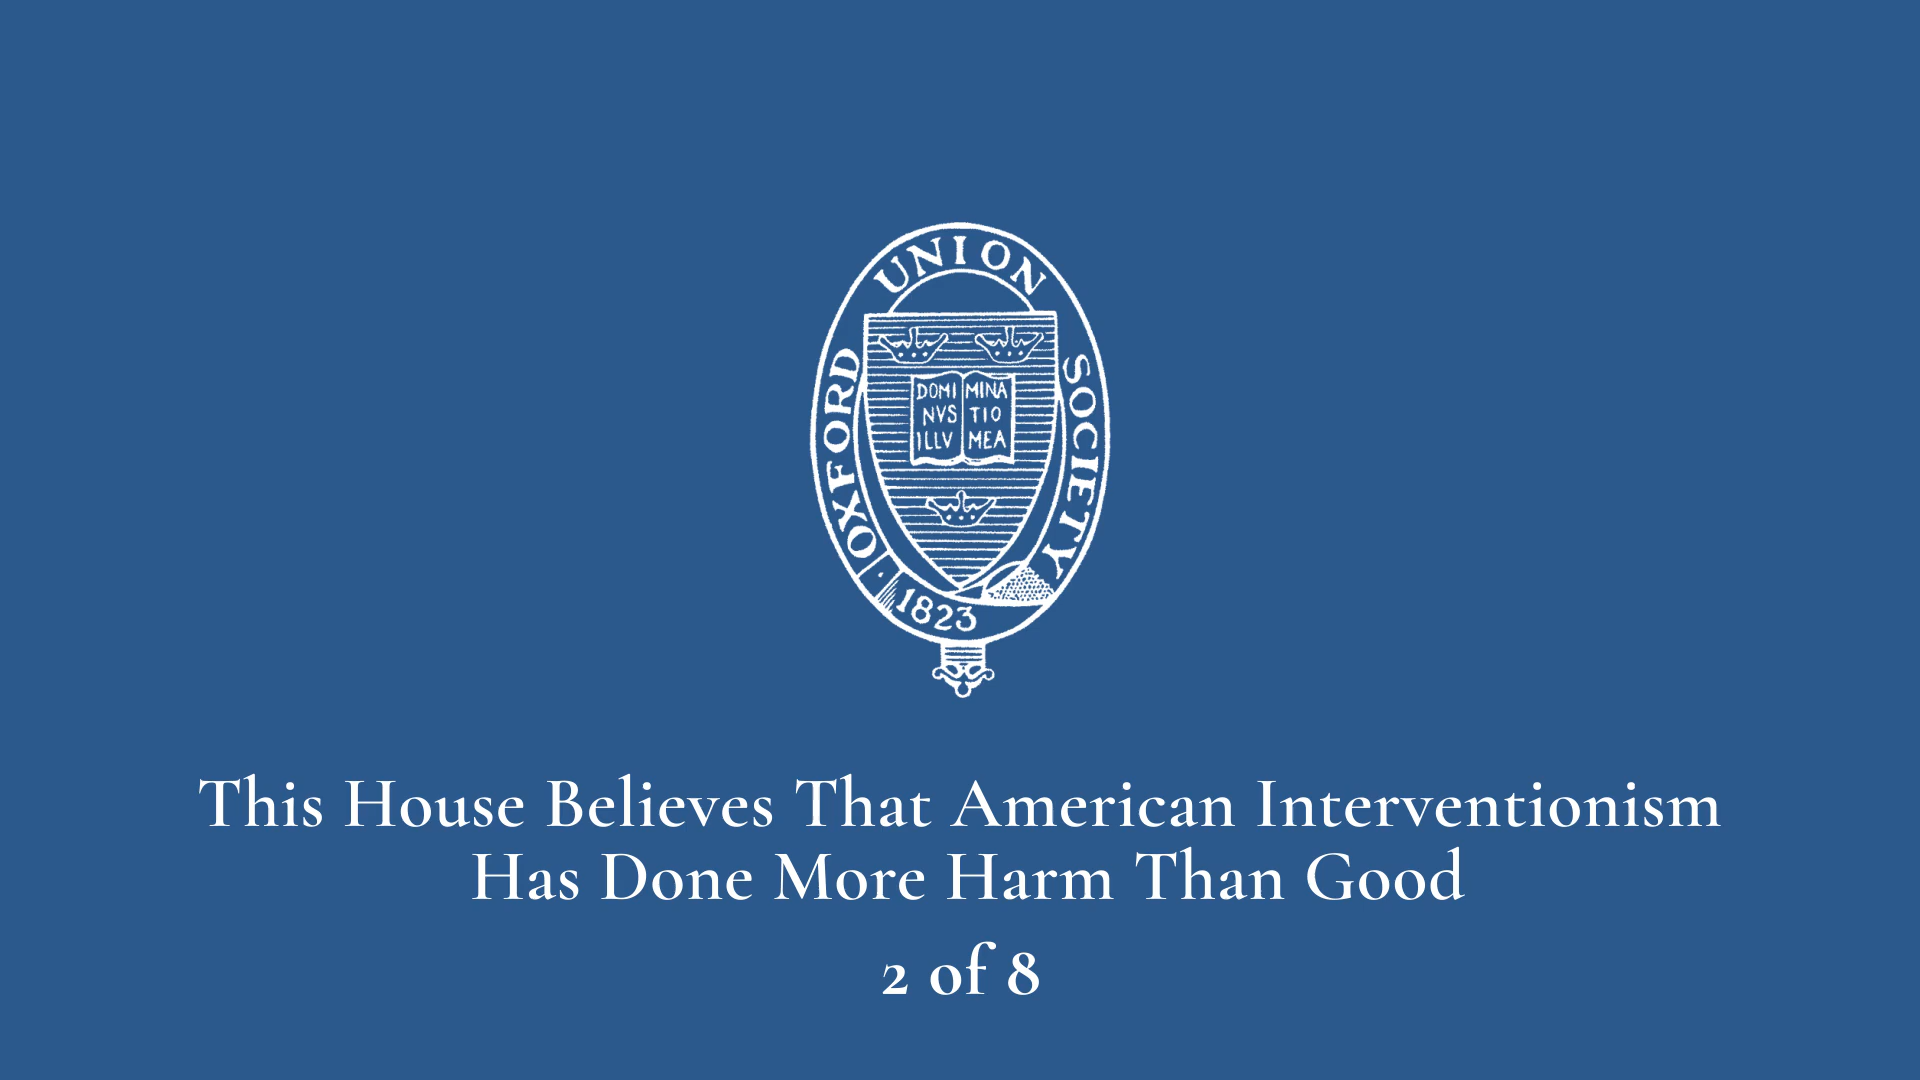 OXFORD UNION SOCIETY
DOMI MINA
NVS TIO
ILLV MEA
1823
This House Believes That American Interventionism
Has Done More Harm Than Good
2 of 8